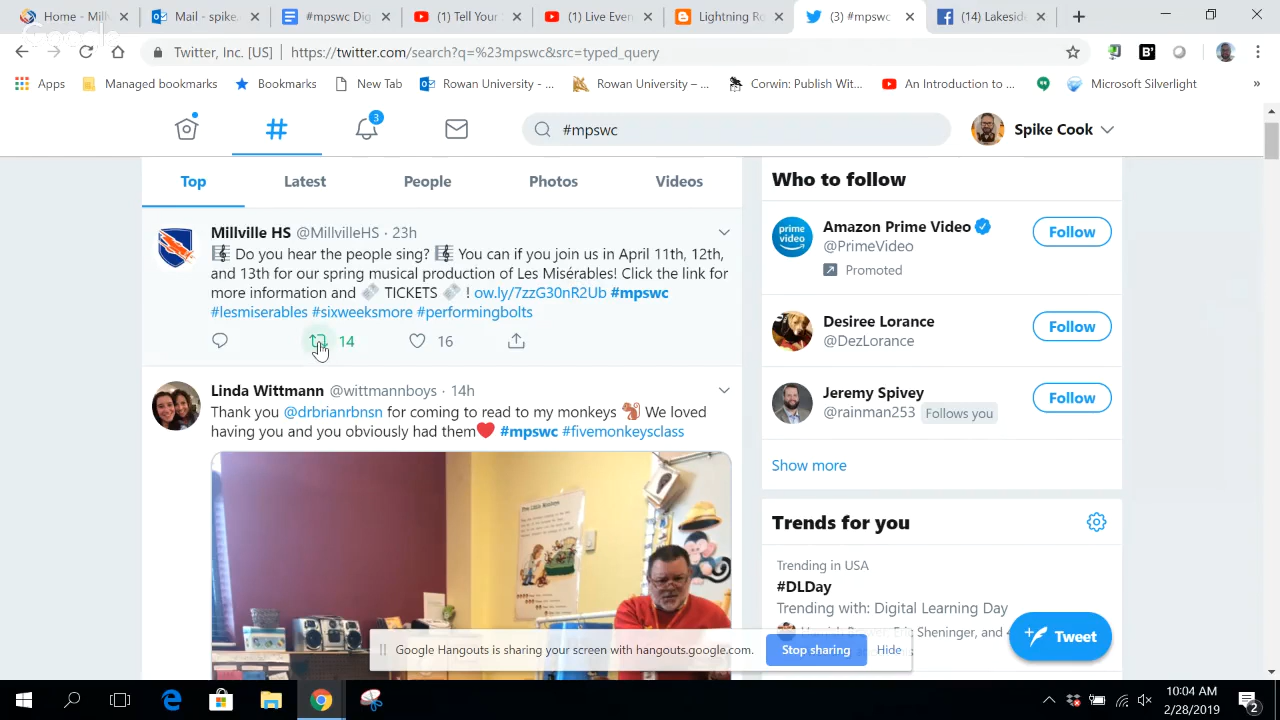 Home - Mill
Mail - spike.
#mpswc Dig
(1) Tell Your
(1) Live Even
Lightning Ro
(3) #mpswc
(14) Lakeside
Google
Twitter, Inc. [US] https://twitter.com/search?q=%23mpswc&src=typed_query
Apps Managed bookmarks Bookmarks New Tab Rowan University - ... Rowan University –... Corwin: Publish Wit... An Introduction to ... Microsoft Silverlight »
3
#mpswc
Spike Cook
Top Latest People Photos Videos
Millville HS @MillvilleHS · 23h
Do you hear the people sing? You can if you join us in April 11th, 12th,
and 13th for our spring musical production of Les Misérables! Click the link for
more information and TICKETS ! ow.ly/7zzG30nR2Ub #mpswc
#lesmiserables #sixweeksmore #performingbolts
14 16
Linda Wittmann @wittmannboys · 14h
Thank you @drbrianrbnsn for coming to read to my monkeys We loved
having you and you obviously had them #mpswc #fivemonkeysclass
Who to follow
prime video
Amazon Prime Video
@PrimeVideo
Promoted
Follow
Desiree Lorance
@DezLorance
Follow
Jeremy Spivey
@rainman253 Follows you
Follow
Show more
Trends for you
Trending in USA
#DLDay
Trending with: Digital Learning Day
Eric Sheninger, and
Tweet
Google Hangouts is sharing your screen with hangouts.google.com. Stop sharing Hide
10:04 AM
2/28/2019
2